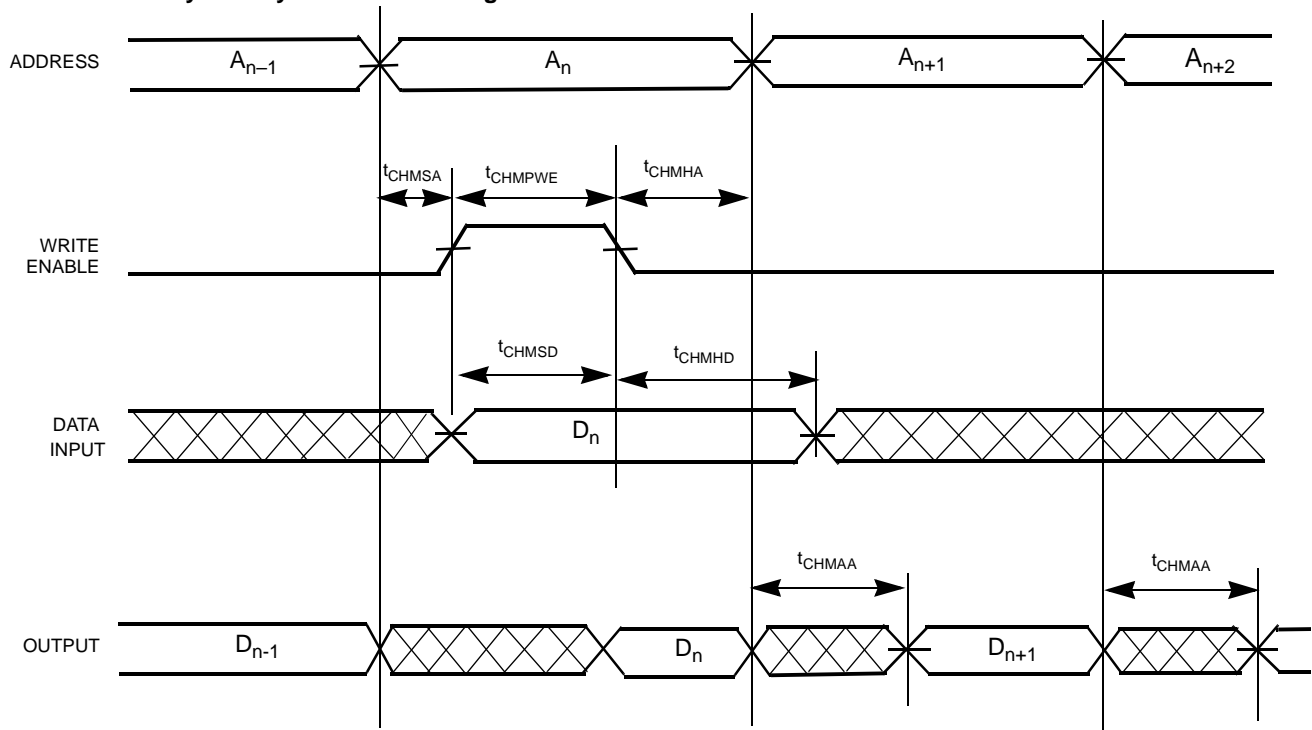 ADDRESS
An–1
An
An+1
An+2
tCHMSA
tCHMPWE
tCHMHA
WRITE
ENABLE
tCHMSD
tCHMHD
DATA
INPUT
Dn
tCHMAA
tCHMAA
OUTPUT
Dn-1
Dn
Dn+1